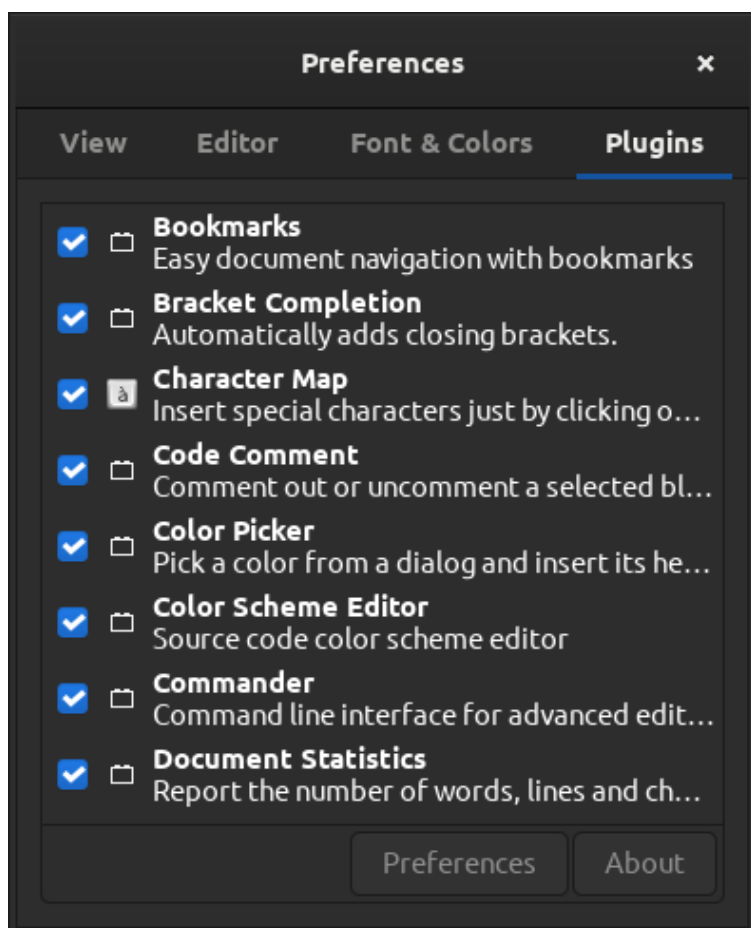 Preferences
View Editor Font & Colors Plugins
Bookmarks
Easy document navigation with bookmarks
Bracket Completion
Automatically adds closing brackets.
à
Character Map
Insert special characters just by clicking o…
Code Comment
Comment out or uncomment a selected bl…
Color Picker
Pick a color from a dialog and insert its he…
Color Scheme Editor
Source code color scheme editor
Commander
Command line interface for advanced edit…
Document Statistics
Report the number of words, lines and ch…
Preferences About